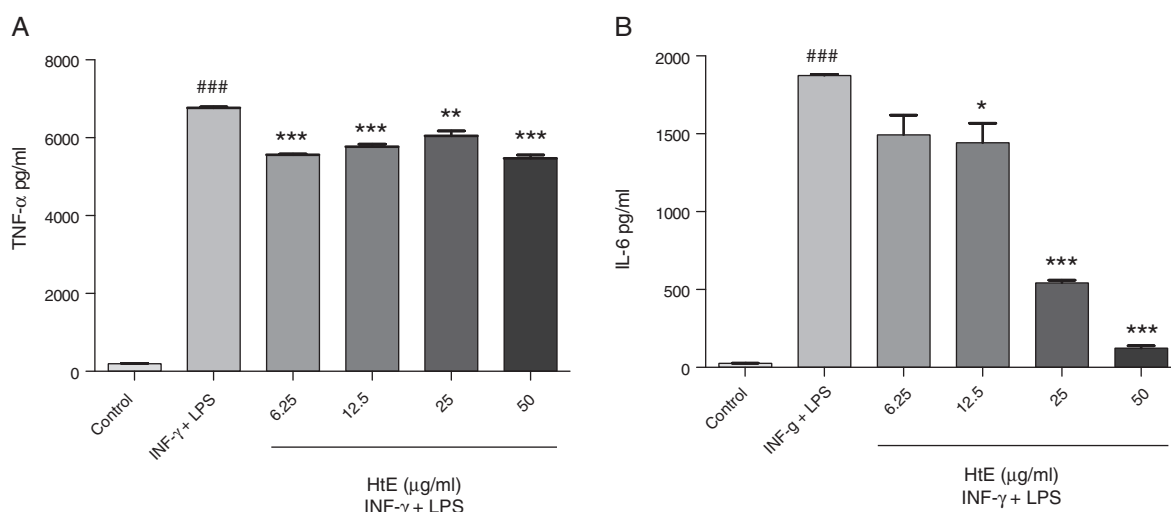 A
TNF-α pg/ml
8000
6000
4000
2000
0
###
***
***
**
***
Control
INF-γ + LPS
6.25
12.5
25
50
HtE (μg/ml)
INF-γ + LPS
B
IL-6 pg/ml
2000
1500
1000
500
0
###
*
***
***
Control
INF-g + LPS
6.25
12.5
25
50
HtE (μg/ml)
INF-γ + LPS